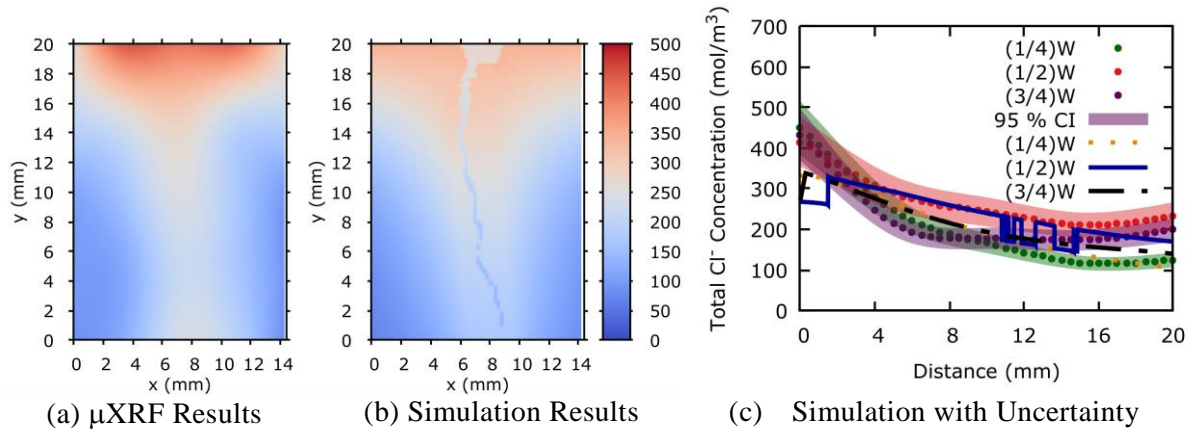 20
18
16
14
12
10
8
6
4
2
0
y (mm)
0 2 4 6 8 10 12 14
x (mm)
(a) μXRF Results
20
18
16
14
12
10
8
6
4
2
0
y (mm)
0 2 4 6 8 10 12 14
x (mm)
500
450
400
350
300
250
200
150
100
50
0
(b) Simulation Results
700
600
500
400
300
200
100
0
Total Cl⁻ Concentration (mol/m³)
(1/4)W
(1/2)W
(3/4)W
95 % CI
(1/4)W
(1/2)W
(3/4)W
0 4 8 12 16 20
Distance (mm)
(c) Simulation with Uncertainty